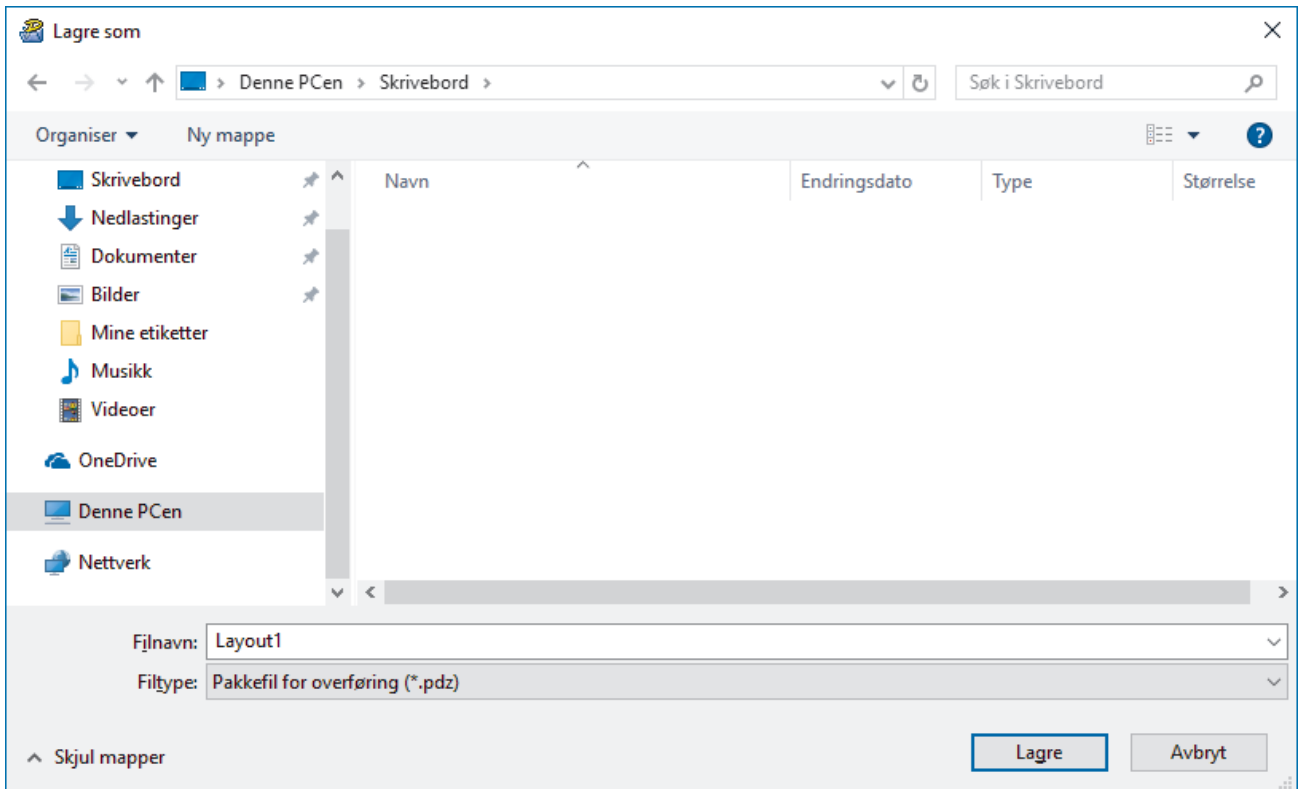 Lagre som
Denne PCen > Skrivebord >
Søk i Skrivebord
Organiser
Ny mappe
?
Skrivebord
Nedlastinger
Dokumenter
Bilder
Mine etiketter
Musikk
Videoer
OneDrive
Denne PCen
Nettverk
Navn
Endringsdato
Type
Størrelse
Filnavn: Layout1
Filtype: Pakkefil for overføring (*.pdz)
Skjul mapper
Lagre
Avbryt